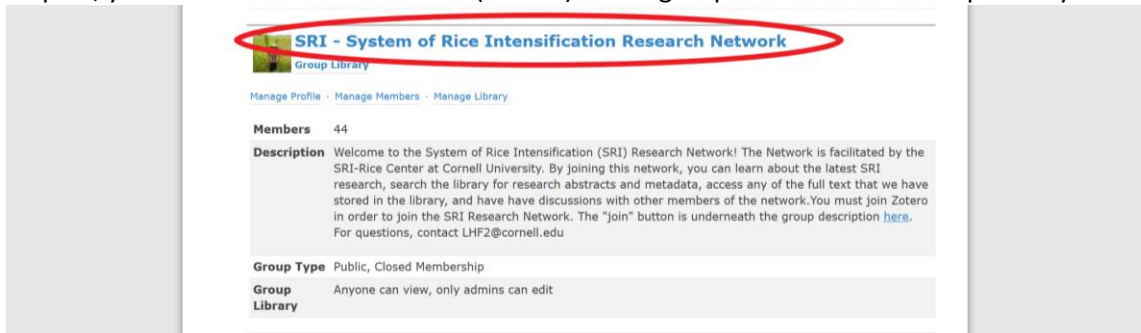 SRI - System of Rice Intensification Research Network
Group Library
Manage Profile · Manage Members · Manage Library
Members 44
Description Welcome to the System of Rice Intensification (SRI) Research Network! The Network is facilitated by the
SRI-Rice Center at Cornell University. By joining this network, you can learn about the latest SRI
research, search the library for research abstracts and metadata, access any of the full text that we have
stored in the library, and have have discussions with other members of the network.You must join Zotero
in order to join the SRI Research Network. The "join" button is underneath the group description here.
For questions, contact LHF2@cornell.edu
Group Type Public, Closed Membership
Group Anyone can view, only admins can edit
Library